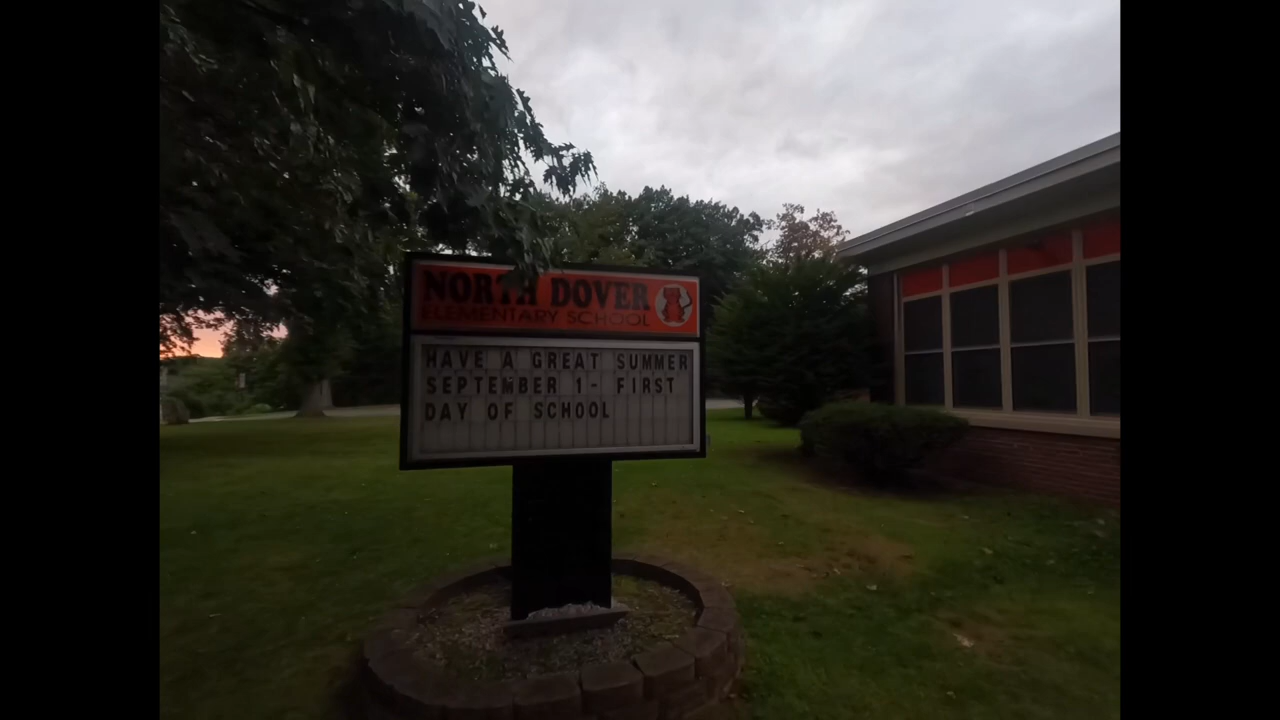 NORTH DOVER
ELEMENTARY SCHOOL
HAVE A GREAT SUMMER
SEPTEMBER 1- FIRST
DAY OF SCHOOL